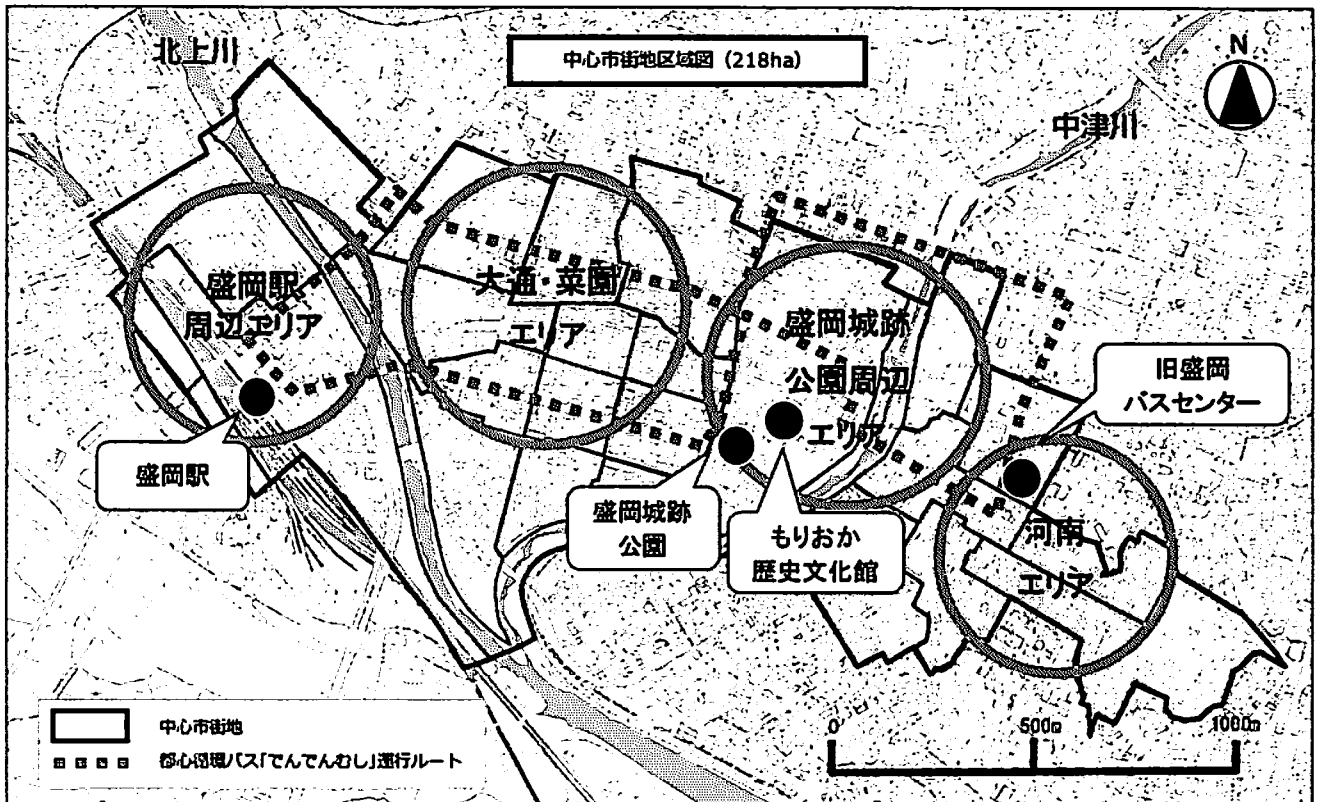 中心市街地区域図（218ha）
北上川
中津川
N
盛岡駅
周辺エリア
大通・菜園
エリア
盛岡城跡
公園周辺
エリア
河南
エリア
旧盛岡
バスセンター
盛岡駅
盛岡城跡
公園
もりおか
歴史文化館
0 500m 1000m
中心市街地
都心循環バス「でんでんむし」運行ルート